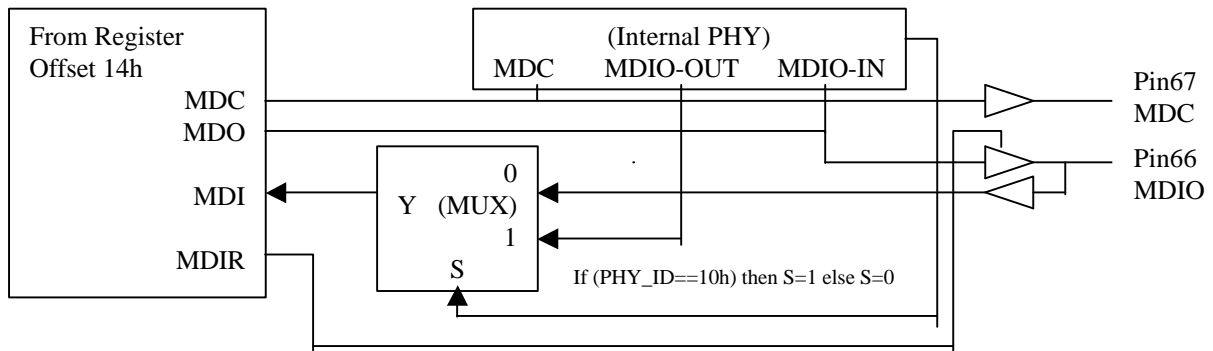 From Register
Offset 14h
MDC
MDO
MDI
MDIR
(Internal PHY)
MDC MDIO-OUT MDIO-IN
0
Y (MUX)
1
S
If (PHY_ID==10h) then S=1 else S=0
Pin67
MDC
Pin66
MDIO